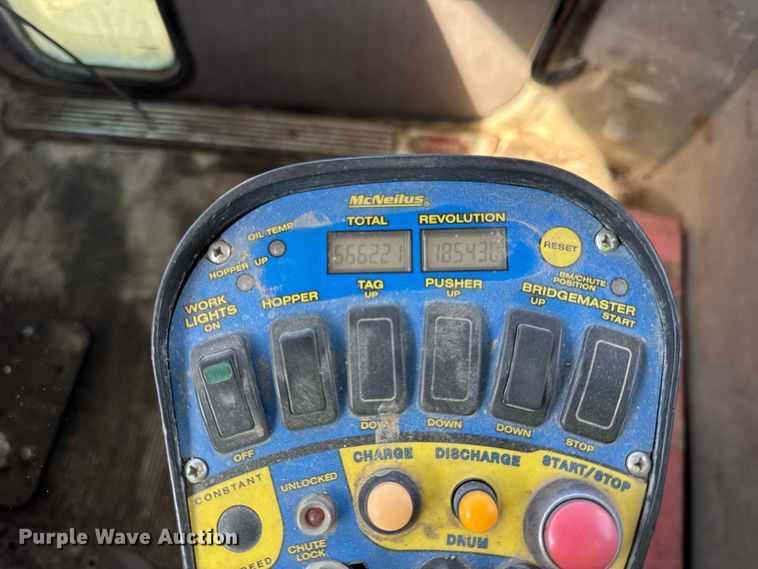 McNeilus
TOTAL REVOLUTION
OIL TEMP
566221
RESET
HOPPER UP
BM/CHUTE
POSITION
TAG PUSHER
UP UP
WORK
LIGHTS
ON
HOPPER
BRIDGEMASTER
UP START
OFF
DOWN
DOWN
DOWN
STOP
CHARGE DISCHARGE START/STOP
CONSTANT
UNLOCKED
CHUTE
LOCK
DRUM
Purple Wave Auction